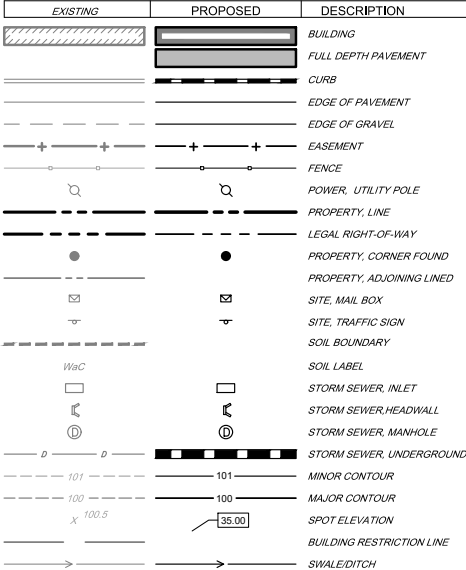 EXISTING PROPOSED DESCRIPTION
BUILDING
FULL DEPTH PAVEMENT
CURB
EDGE OF PAVEMENT
EDGE OF GRAVEL
EASEMENT
FENCE
POWER, UTILITY POLE
PROPERTY, LINE
LEGAL RIGHT-OF-WAY
PROPERTY, CORNER FOUND
PROPERTY, ADJOINING LINED
SITE, MAIL BOX
SITE, TRAFFIC SIGN
SOIL BOUNDARY
WaC SOIL LABEL
STORM SEWER, INLET
STORM SEWER,HEADWALL
D D STORM SEWER, MANHOLE
D D STORM SEWER, UNDERGROUND
101 101 MINOR CONTOUR
100 100 MAJOR CONTOUR
X 100.5 35.00 SPOT ELEVATION
BUILDING RESTRICTION LINE
SWALE/DITCH